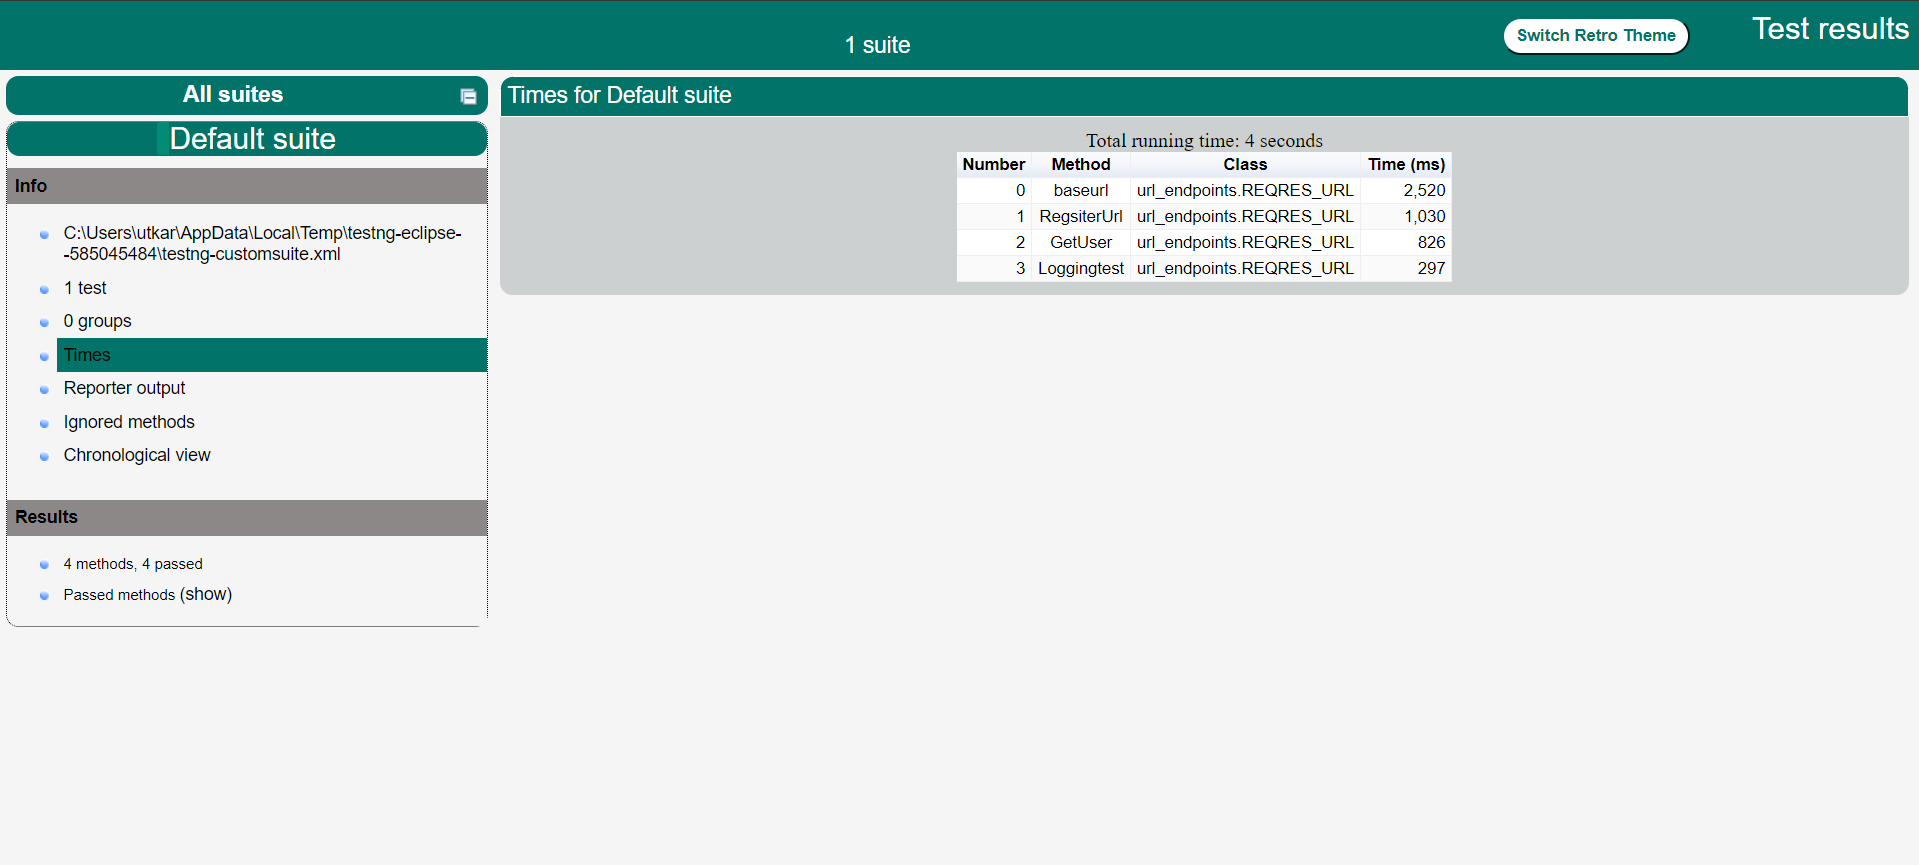 1 suite
Switch Retro Theme
Test results
All suites
Default suite
Info
C:\Users\utkar\AppData\Local\Temp\testng-eclipse-
-585045484\testng-customsuite.xml
1 test
0 groups
Times
Reporter output
Ignored methods
Chronological view
Results
4 methods, 4 passed
Passed methods (show)
Times for Default suite
Total running time: 4 seconds
Number Method Class Time (ms)
0 baseurl url_endpoints.REQRES_URL 2,520
1 RegsiterUrl url_endpoints.REQRES_URL 1,030
2 GetUser url_endpoints.REQRES_URL 826
3 Loggingtest url_endpoints.REQRES_URL 297